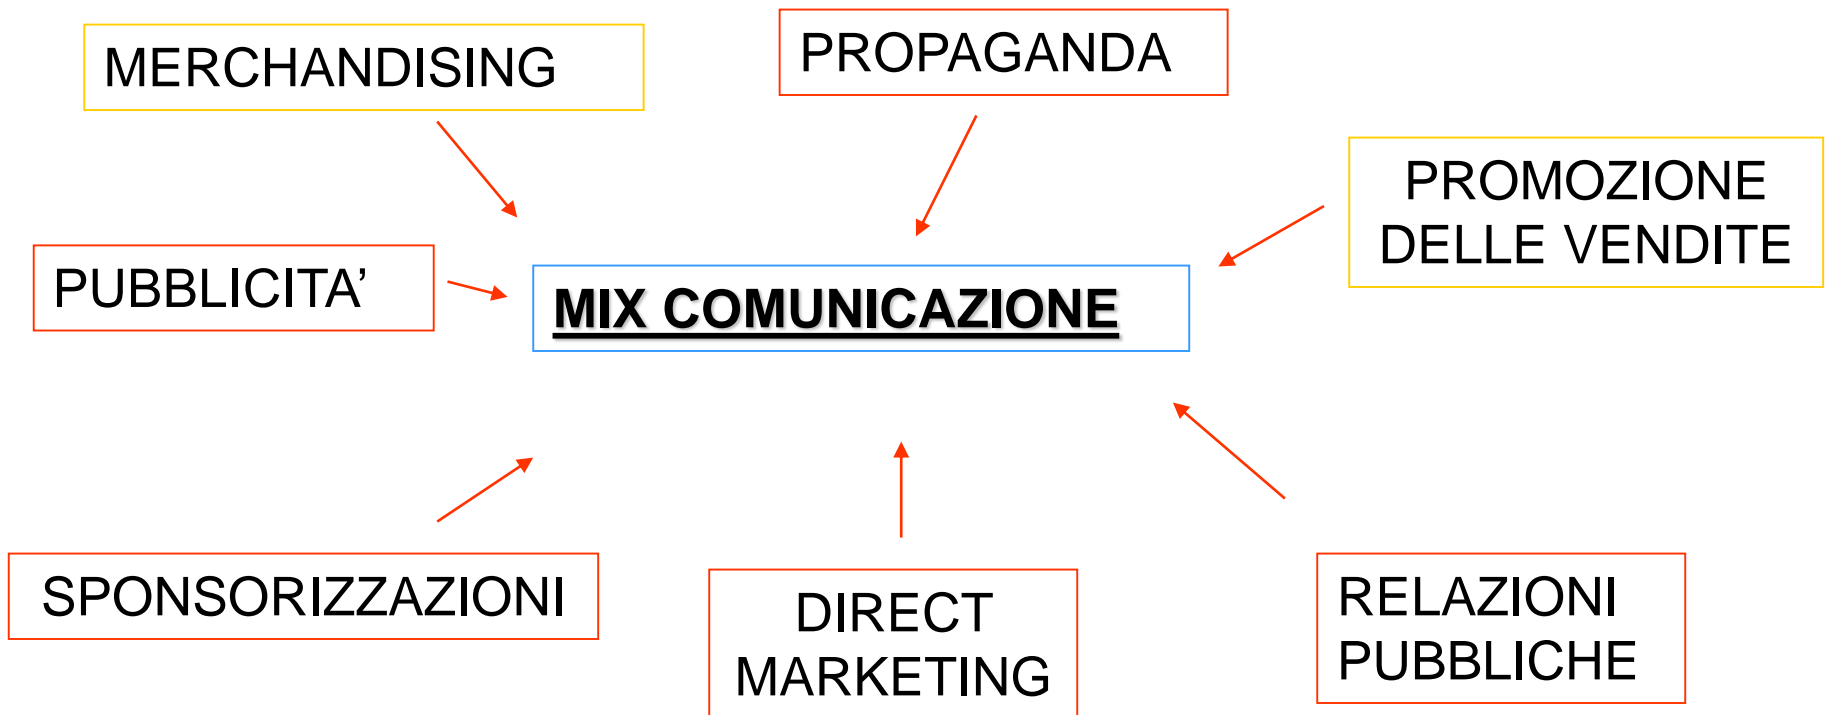 MERCHANDISING
PROPAGANDA
PROMOZIONE
DELLE VENDITE
PUBBLICITA’
MIX COMUNICAZIONE
SPONSORIZZAZIONI
DIRECT
MARKETING
RELAZIONI
PUBBLICHE